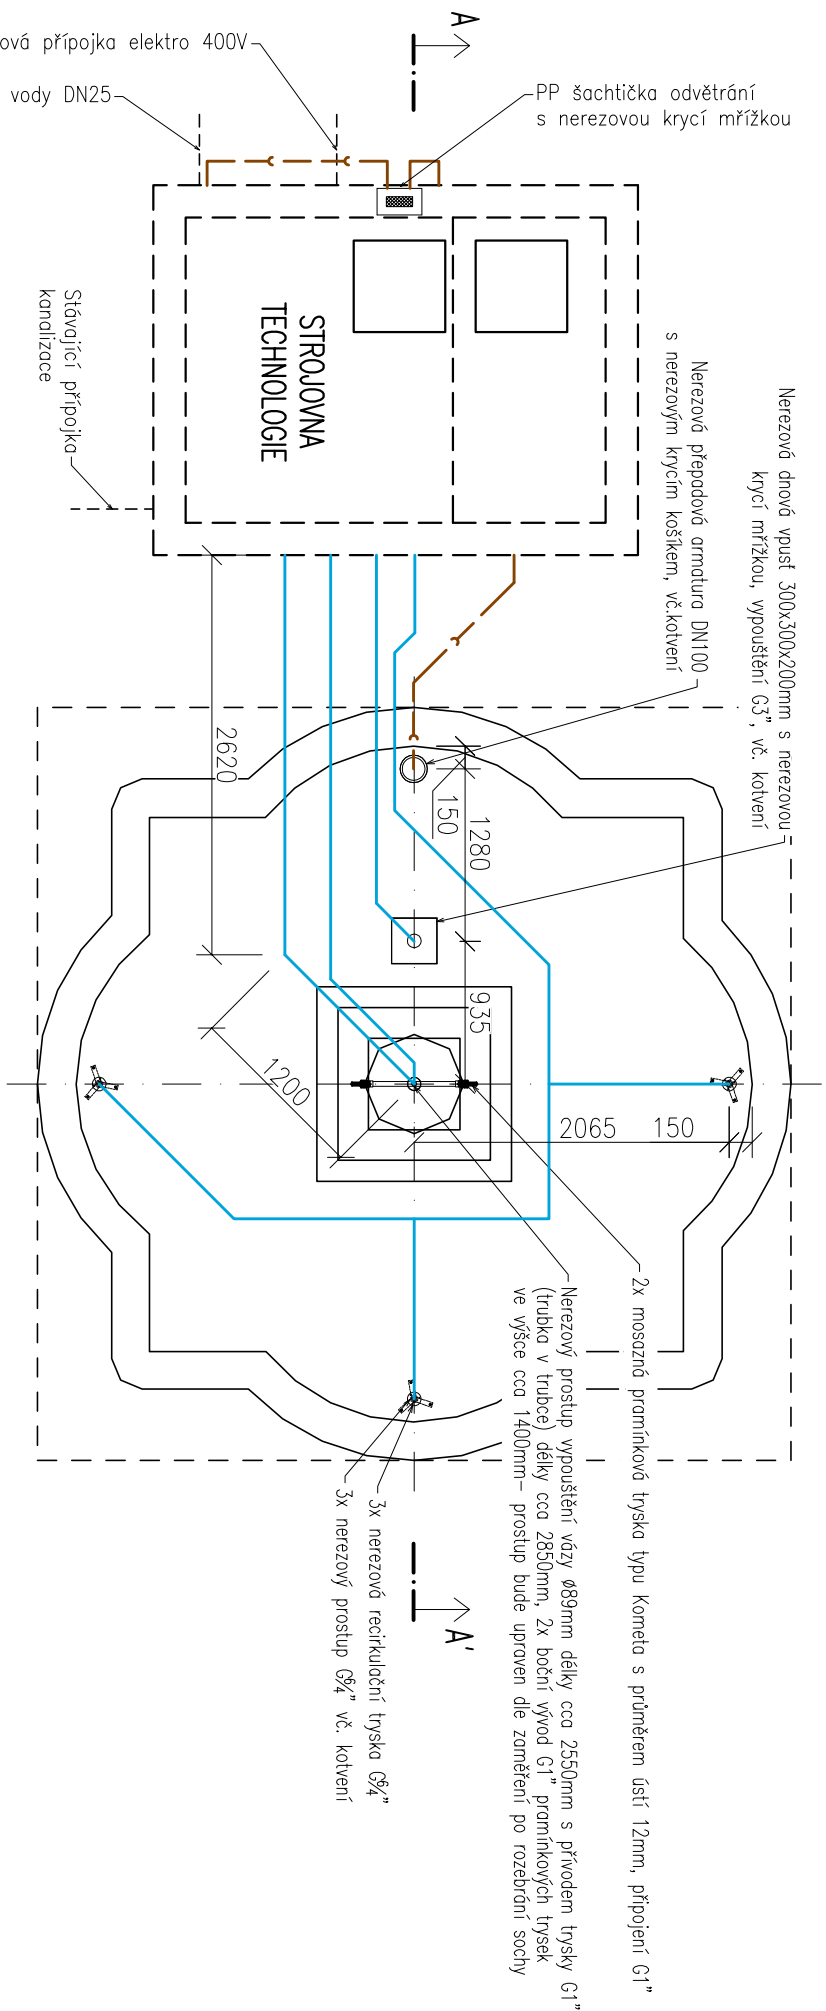 A
ová přípojka elektro 400V
vody DN25
PP šachtička odvětrání
s nerezovou krycí mřížkou
Stávající přípojka
kanalizace
STROJOVNA
TECHNOLOGIE
Nerezová přepadová armatura DN100
s nerezovým krycím košíkem, vč.kotvení
Nerezová dnová vpusť 300x300x200mm s nerezovou
krycí mřížkou, vypouštění G3", vč. kotvení
2620
150
1280
935
1200
2065
150
2x mosazná pramínková tryska typu Kometa s průměrem ústí 12mm, připojení G1"
Nerezový prostup vypouštění vázy ø89mm délky cca 2550mm s přívodem trysky G1"
(trubka v trubce) délky cca 2850mm, 2x boční vývod G1" pramínkových trysek
ve výšce cca 1400mm– prostup bude upraven dle zaměření po rozebrání sochy
3x nerezová recirkulační tryska G6/4"
3x nerezový prostup G6/4" vč. kotvení
A'